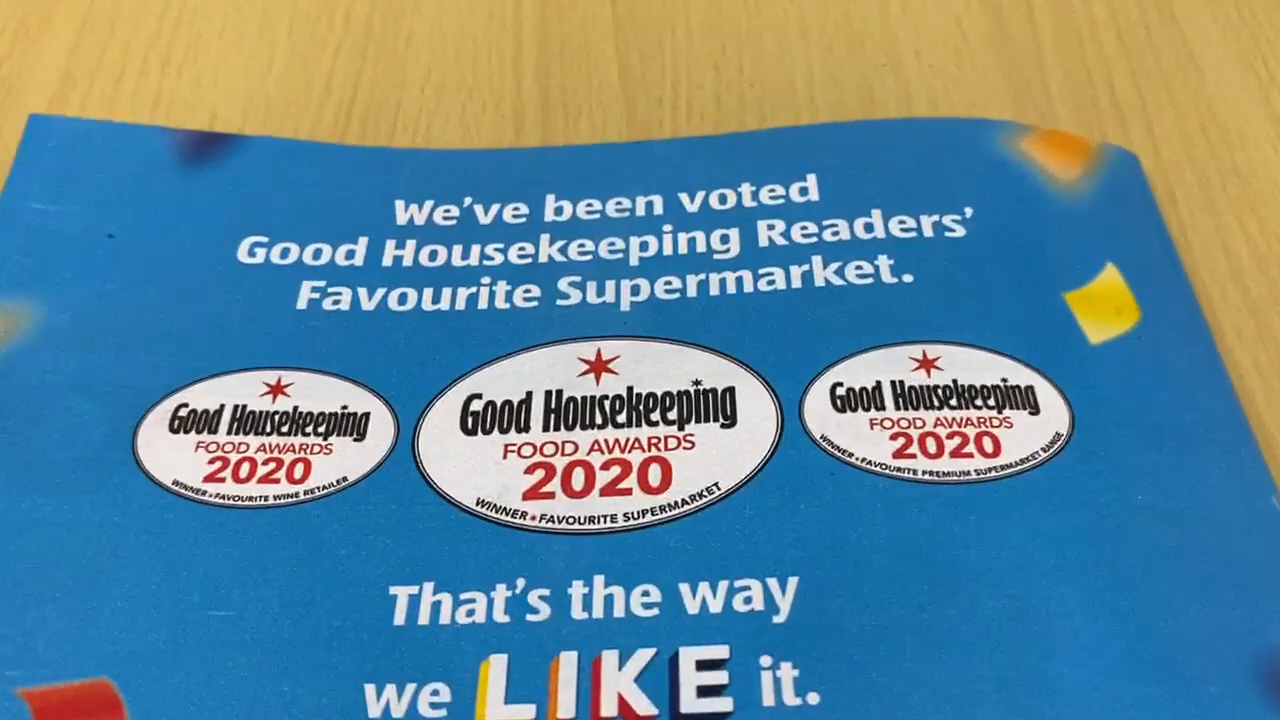 We've been voted
Good Housekeeping Readers'
Favourite Supermarket.
Good Housekeeping
FOOD AWARDS
2020
WINNER★FAVOURITE WINE RETAILER
Good Housekeeping
FOOD AWARDS
2020
WINNER★FAVOURITE SUPERMARKET
Good Housekeeping
FOOD AWARDS
2020
WINNER★FAVOURITE PREMIUM SUPERMARKET RANGE
That's the way
we LIKE it.